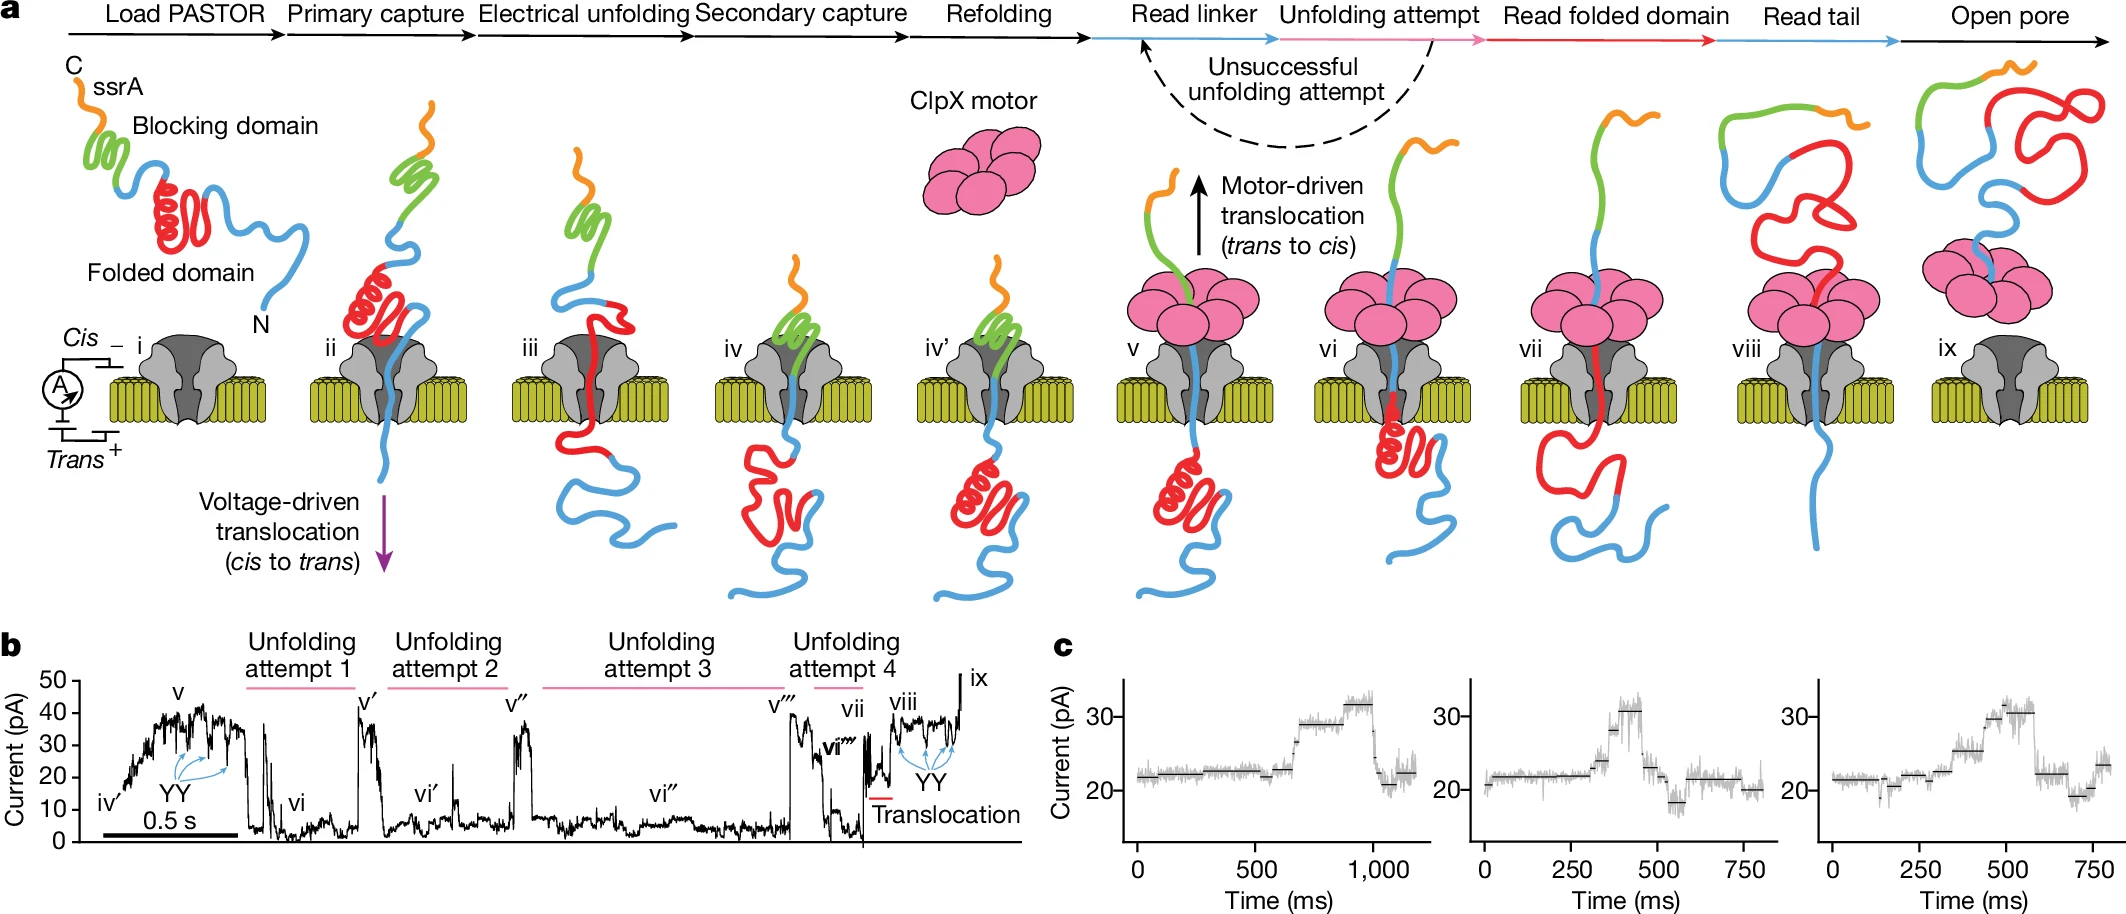 a
Load PASTOR
Primary capture
Electrical unfolding
Secondary capture
Refolding
Read linker
Unfolding attempt
Read folded domain
Read tail
Open pore
C
ssrA
Blocking domain
Folded domain
N
Unsuccessful
unfolding attempt
ClpX motor
Motor-driven
translocation
(trans to cis)
Cis −
A
Trans +
i
ii
iii
iv
iv′
v
vi
vii
viii
ix
Voltage-driven
translocation
(cis to trans)
b
Unfolding
attempt 1
Unfolding
attempt 2
Unfolding
attempt 3
Unfolding
attempt 4
Current (pA)
50
40
30
20
10
0
iv′
v
YY
0.5 s
vi
v′
vi′
v″
vi″
v‴
vi‴
vii
viii
ix
YY
Translocation
c
Current (pA)
30
20
0
500
1,000
Time (ms)
30
20
0
250
500
750
Time (ms)
30
20
0
250
500
750
Time (ms)